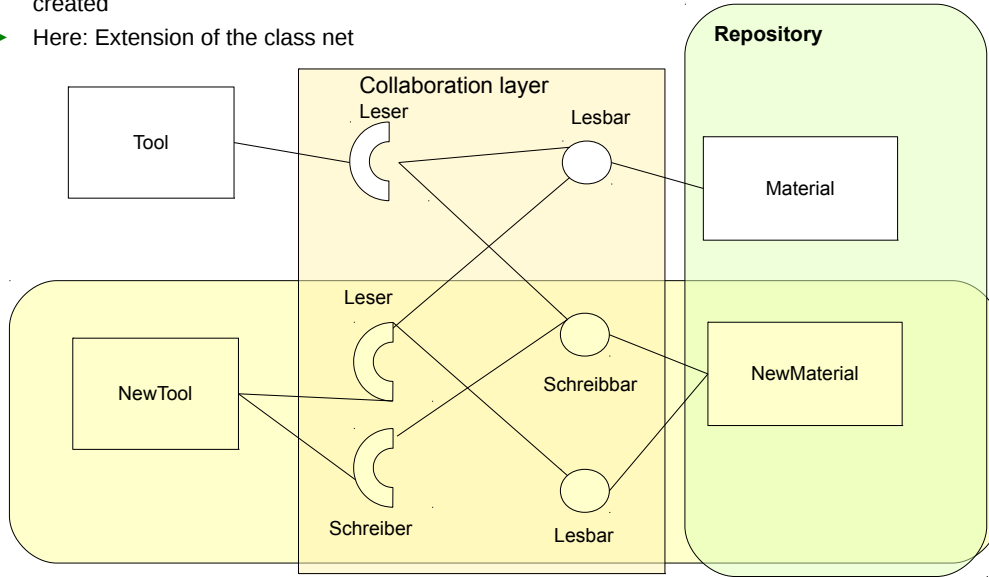 created
Here: Extension of the class net
Repository
Collaboration layer
Leser
Lesbar
Tool
Material
Leser
NewTool
Schreibbar
NewMaterial
Schreiber
Lesbar